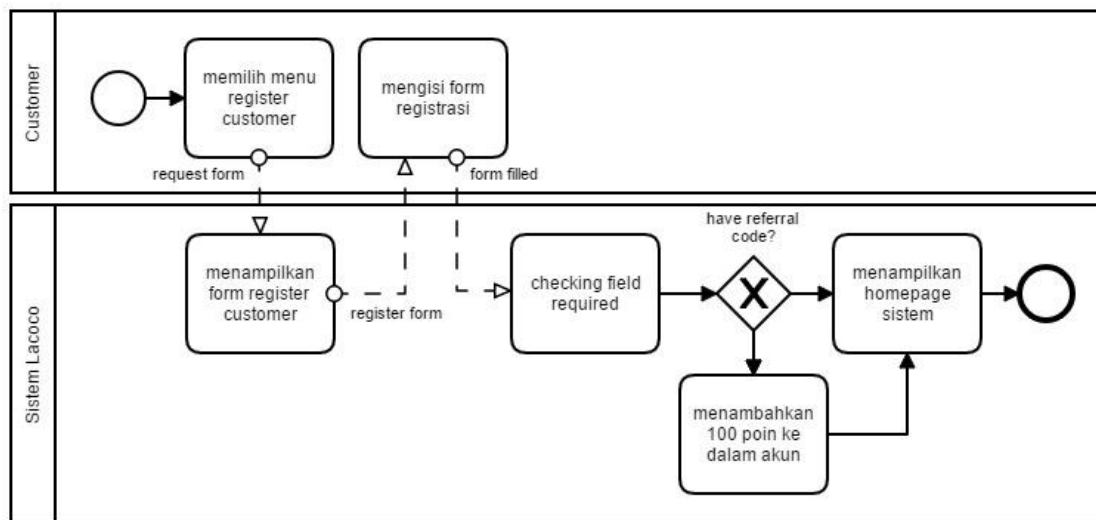 Customer
memilih menu
register
customer
mengisi form
registrasi
request form
form filled
Sistem Lacoco
menampilkan
form register
customer
register form
checking field
required
have referral
code?
X
menampilkan
homepage
sistem
menambahkan
100 poin ke
dalam akun